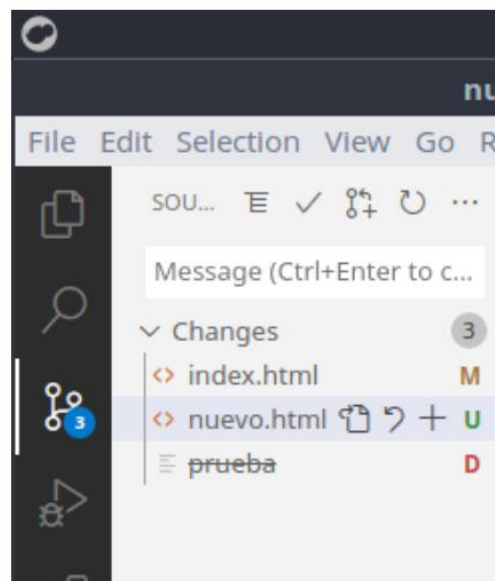 nu
File Edit Selection View Go R
SOU...
Message (Ctrl+Enter to c...
Changes 3
index.html M
3
nuevo.html U
prueba D